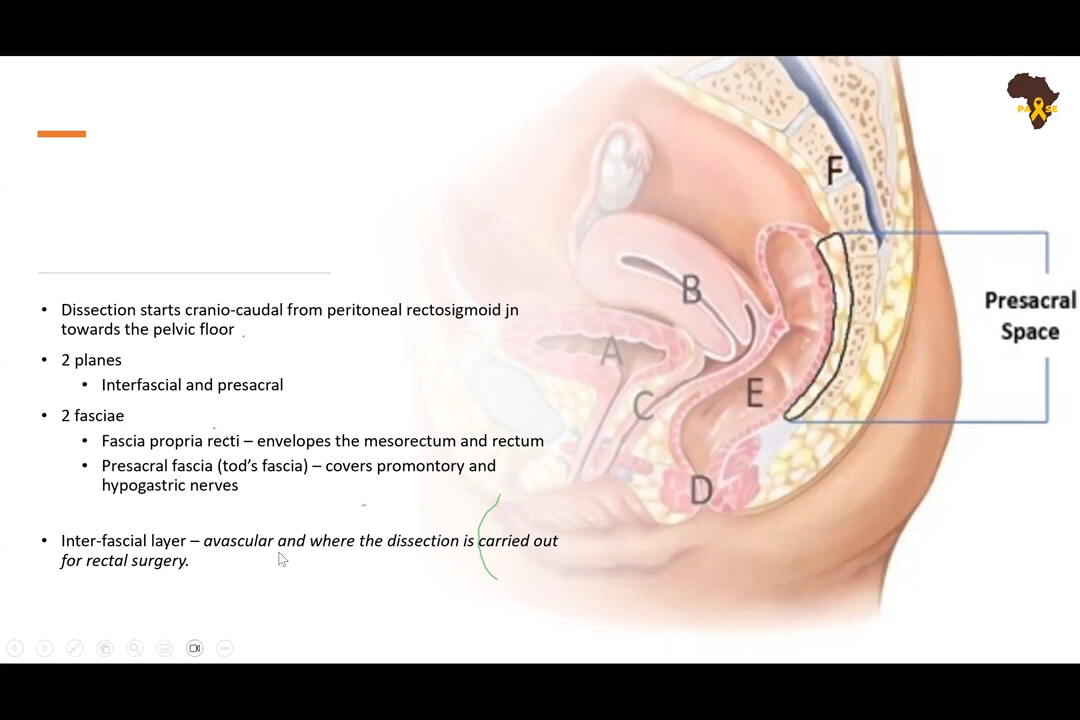 PA SE
F
Presacral
Space
B
A
E
C
D
• Dissection starts cranio-caudal from peritoneal rectosigmoid jn
towards the pelvic floor
• 2 planes
• Interfascial and presacral
• 2 fasciae
• Fascia propria recti – envelopes the mesorectum and rectum
• Presacral fascia (tod’s fascia) – covers promontory and
hypogastric nerves
• Inter-fascial layer – avascular and where the dissection is carried out
for rectal surgery.